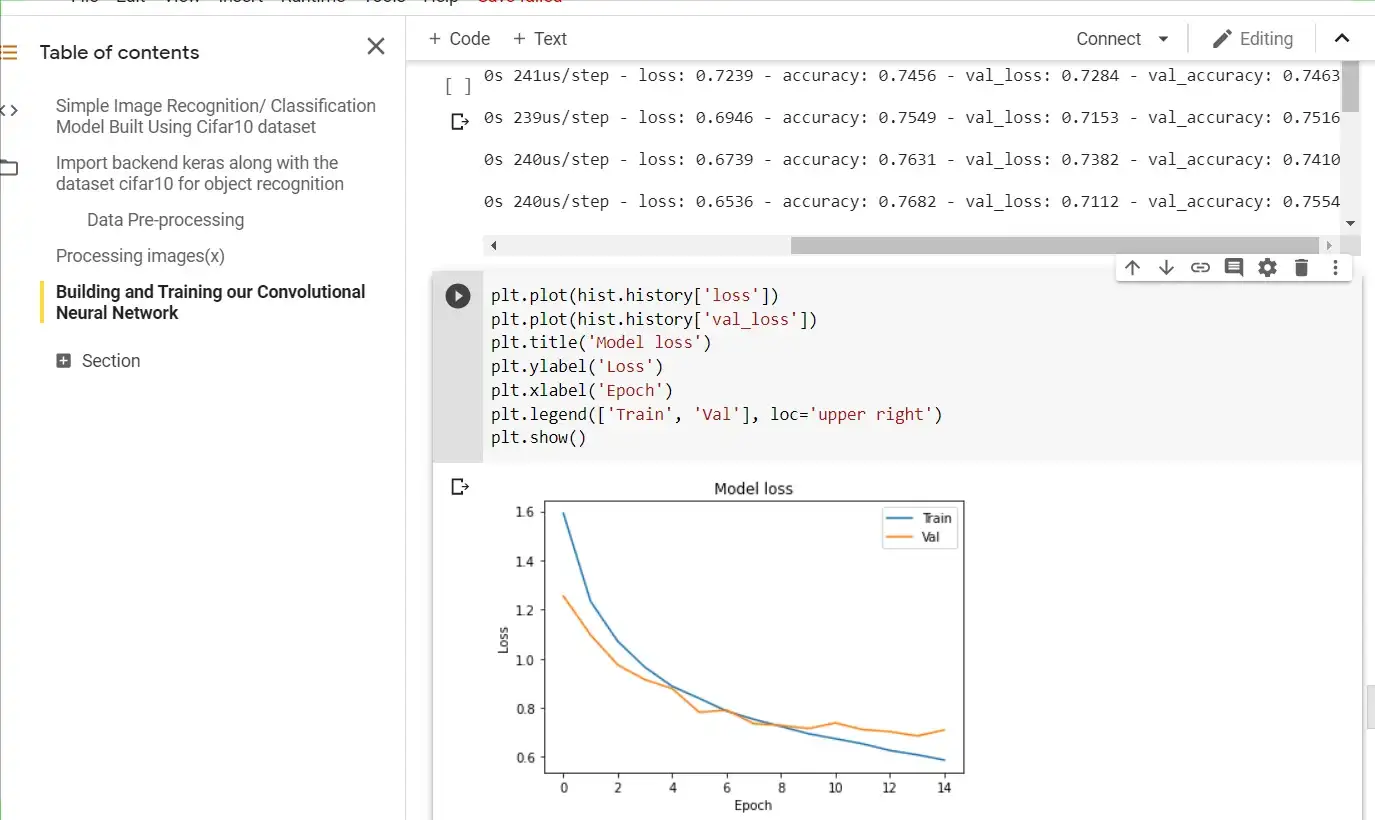 File Edit View Insert Runtime Tools Help Save failed
Table of contents
Simple Image Recognition/ Classification
Model Built Using Cifar10 dataset
Import backend keras along with the
dataset cifar10 for object recognition
Data Pre-processing
Processing images(x)
Building and Training our Convolutional
Neural Network
Section
+ Code + Text
Connect
Editing
[ ]
0s 241us/step - loss: 0.7239 - accuracy: 0.7456 - val_loss: 0.7284 - val_accuracy: 0.7463
0s 239us/step - loss: 0.6946 - accuracy: 0.7549 - val_loss: 0.7153 - val_accuracy: 0.7516
0s 240us/step - loss: 0.6739 - accuracy: 0.7631 - val_loss: 0.7382 - val_accuracy: 0.7410
0s 240us/step - loss: 0.6536 - accuracy: 0.7682 - val_loss: 0.7112 - val_accuracy: 0.7554
plt.plot(hist.history['loss'])
plt.plot(hist.history['val_loss'])
plt.title('Model loss')
plt.ylabel('Loss')
plt.xlabel('Epoch')
plt.legend(['Train', 'Val'], loc='upper right')
plt.show()
Model loss
Train
Val
1.6
1.4
1.2
1.0
0.8
0.6
Loss
0 2 4 6 8 10 12 14
Epoch